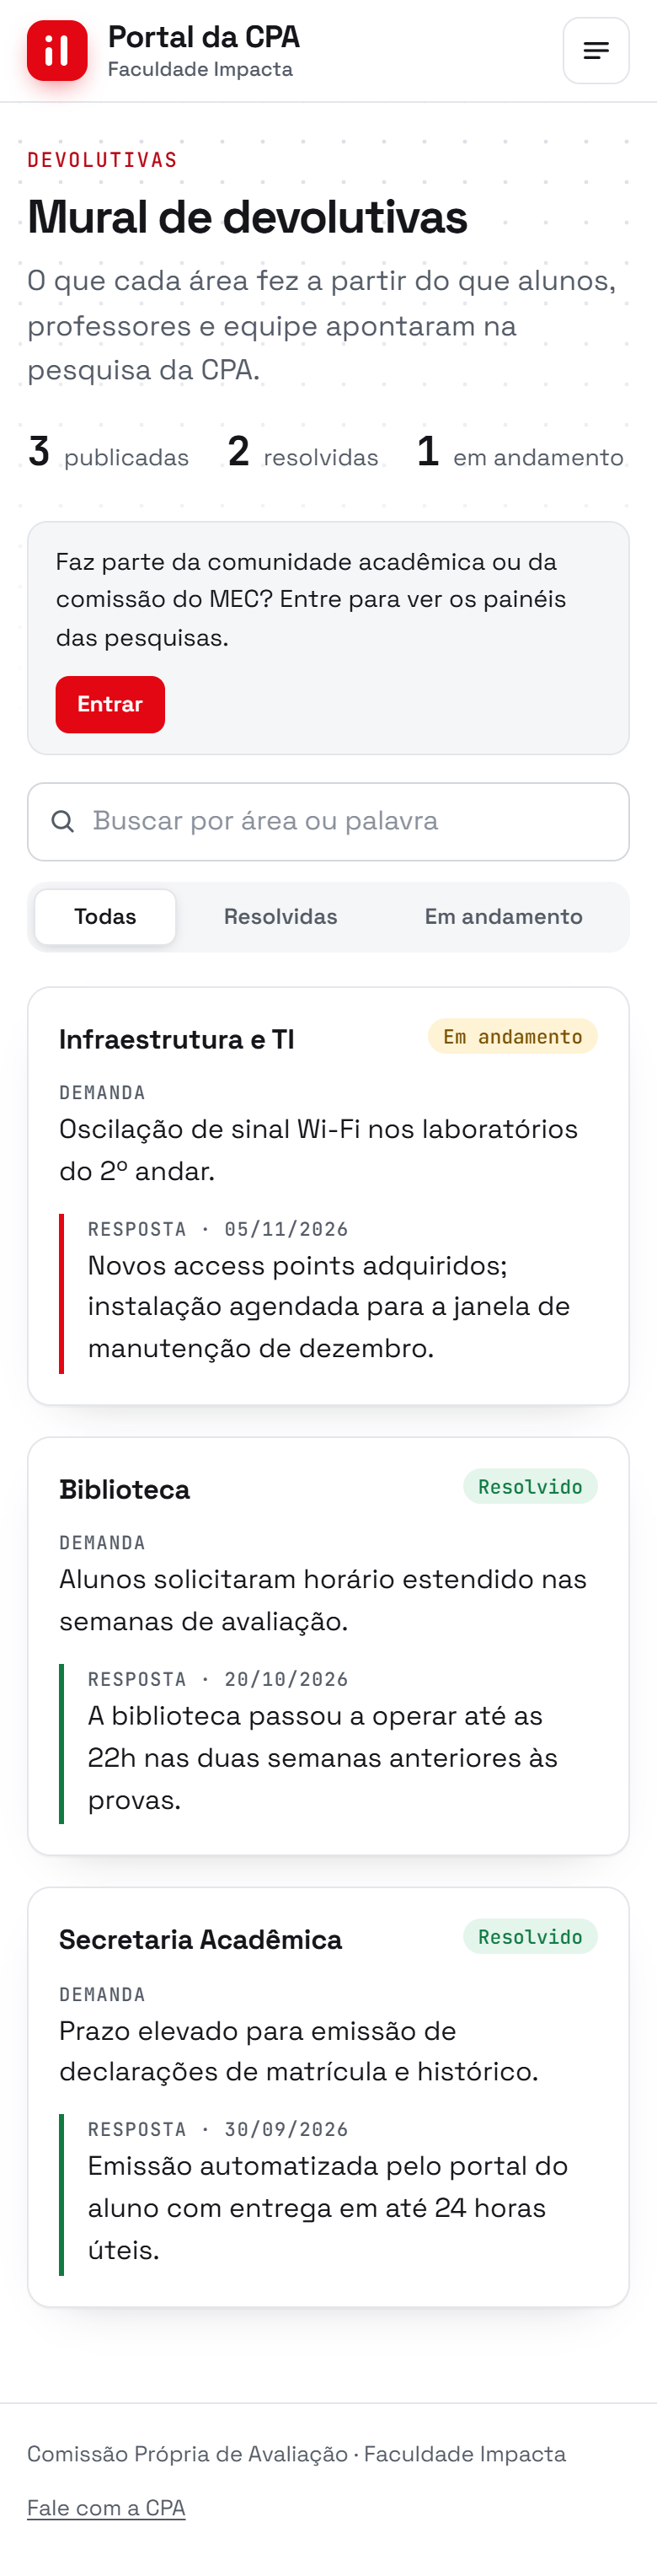 Portal da CPA
Faculdade Impacta
DEVOLUTIVAS
Mural de devolutivas
O que cada área fez a partir do que alunos,
professores e equipe apontaram na
pesquisa da CPA.
3 publicadas 2 resolvidas 1 em andamento
Faz parte da comunidade acadêmica ou da
comissão do MEC? Entre para ver os painéis
das pesquisas.
Entrar
Buscar por área ou palavra
Todas Resolvidas Em andamento
Infraestrutura e TI Em andamento
DEMANDA
Oscilação de sinal Wi-Fi nos laboratórios
do 2º andar.
RESPOSTA · 05/11/2026
Novos access points adquiridos;
instalação agendada para a janela de
manutenção de dezembro.
Biblioteca Resolvido
DEMANDA
Alunos solicitaram horário estendido nas
semanas de avaliação.
RESPOSTA · 20/10/2026
A biblioteca passou a operar até as
22h nas duas semanas anteriores às
provas.
Secretaria Acadêmica Resolvido
DEMANDA
Prazo elevado para emissão de
declarações de matrícula e histórico.
RESPOSTA · 30/09/2026
Emissão automatizada pelo portal do
aluno com entrega em até 24 horas
úteis.
Comissão Própria de Avaliação · Faculdade Impacta
Fale com a CPA